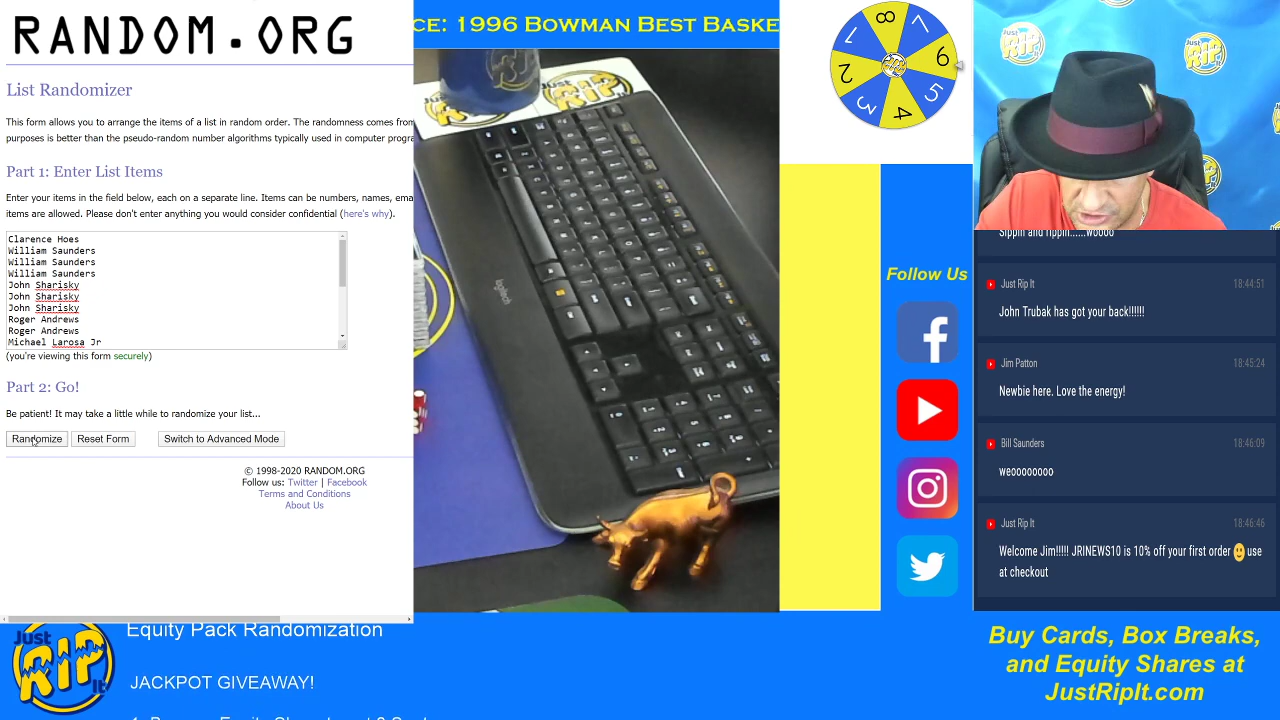 RANDOM.ORG
List Randomizer
This form allows you to arrange the items of a list in random order. The randomness comes from
purposes is better than the pseudo-random number algorithms typically used in computer progra
Part 1: Enter List Items
Enter your items in the field below, each on a separate line. Items can be numbers, names, ema
items are allowed. Please don't enter anything you would consider confidential (here's why).
Clarence Hoes
William Saunders
William Saunders
William Saunders
John Sharisky
John Sharisky
John Sharisky
Roger Andrews
Roger Andrews
Michael Larosa Jr
(you're viewing this form securely)
Part 2: Go!
Be patient! It may take a little while to randomize your list...
Randomize
Reset Form
Switch to Advanced Mode
© 1998-2020 RANDOM.ORG
Follow us: Twitter | Facebook
Terms and Conditions
About Us
CE: 1996 Bowman Best Baske
logitech
8
7
6
5
4
3
2
1
Just
RIP
It
Follow Us
Sippin and rippin......woooo
Just Rip It 18:44:51
John Trubak has got your back!!!!!!
Jim Patton 18:45:24
Newbie here. Love the energy!
Bill Saunders 18:46:09
weoooooooo
Just Rip It 18:46:46
Welcome Jim!!!!! JRINEWS10 is 10% off your first order use
at checkout
Just
RIP
It
Equity Pack Randomization
JACKPOT GIVEAWAY!
Buy Cards, Box Breaks,
and Equity Shares at
JustRipIt.com